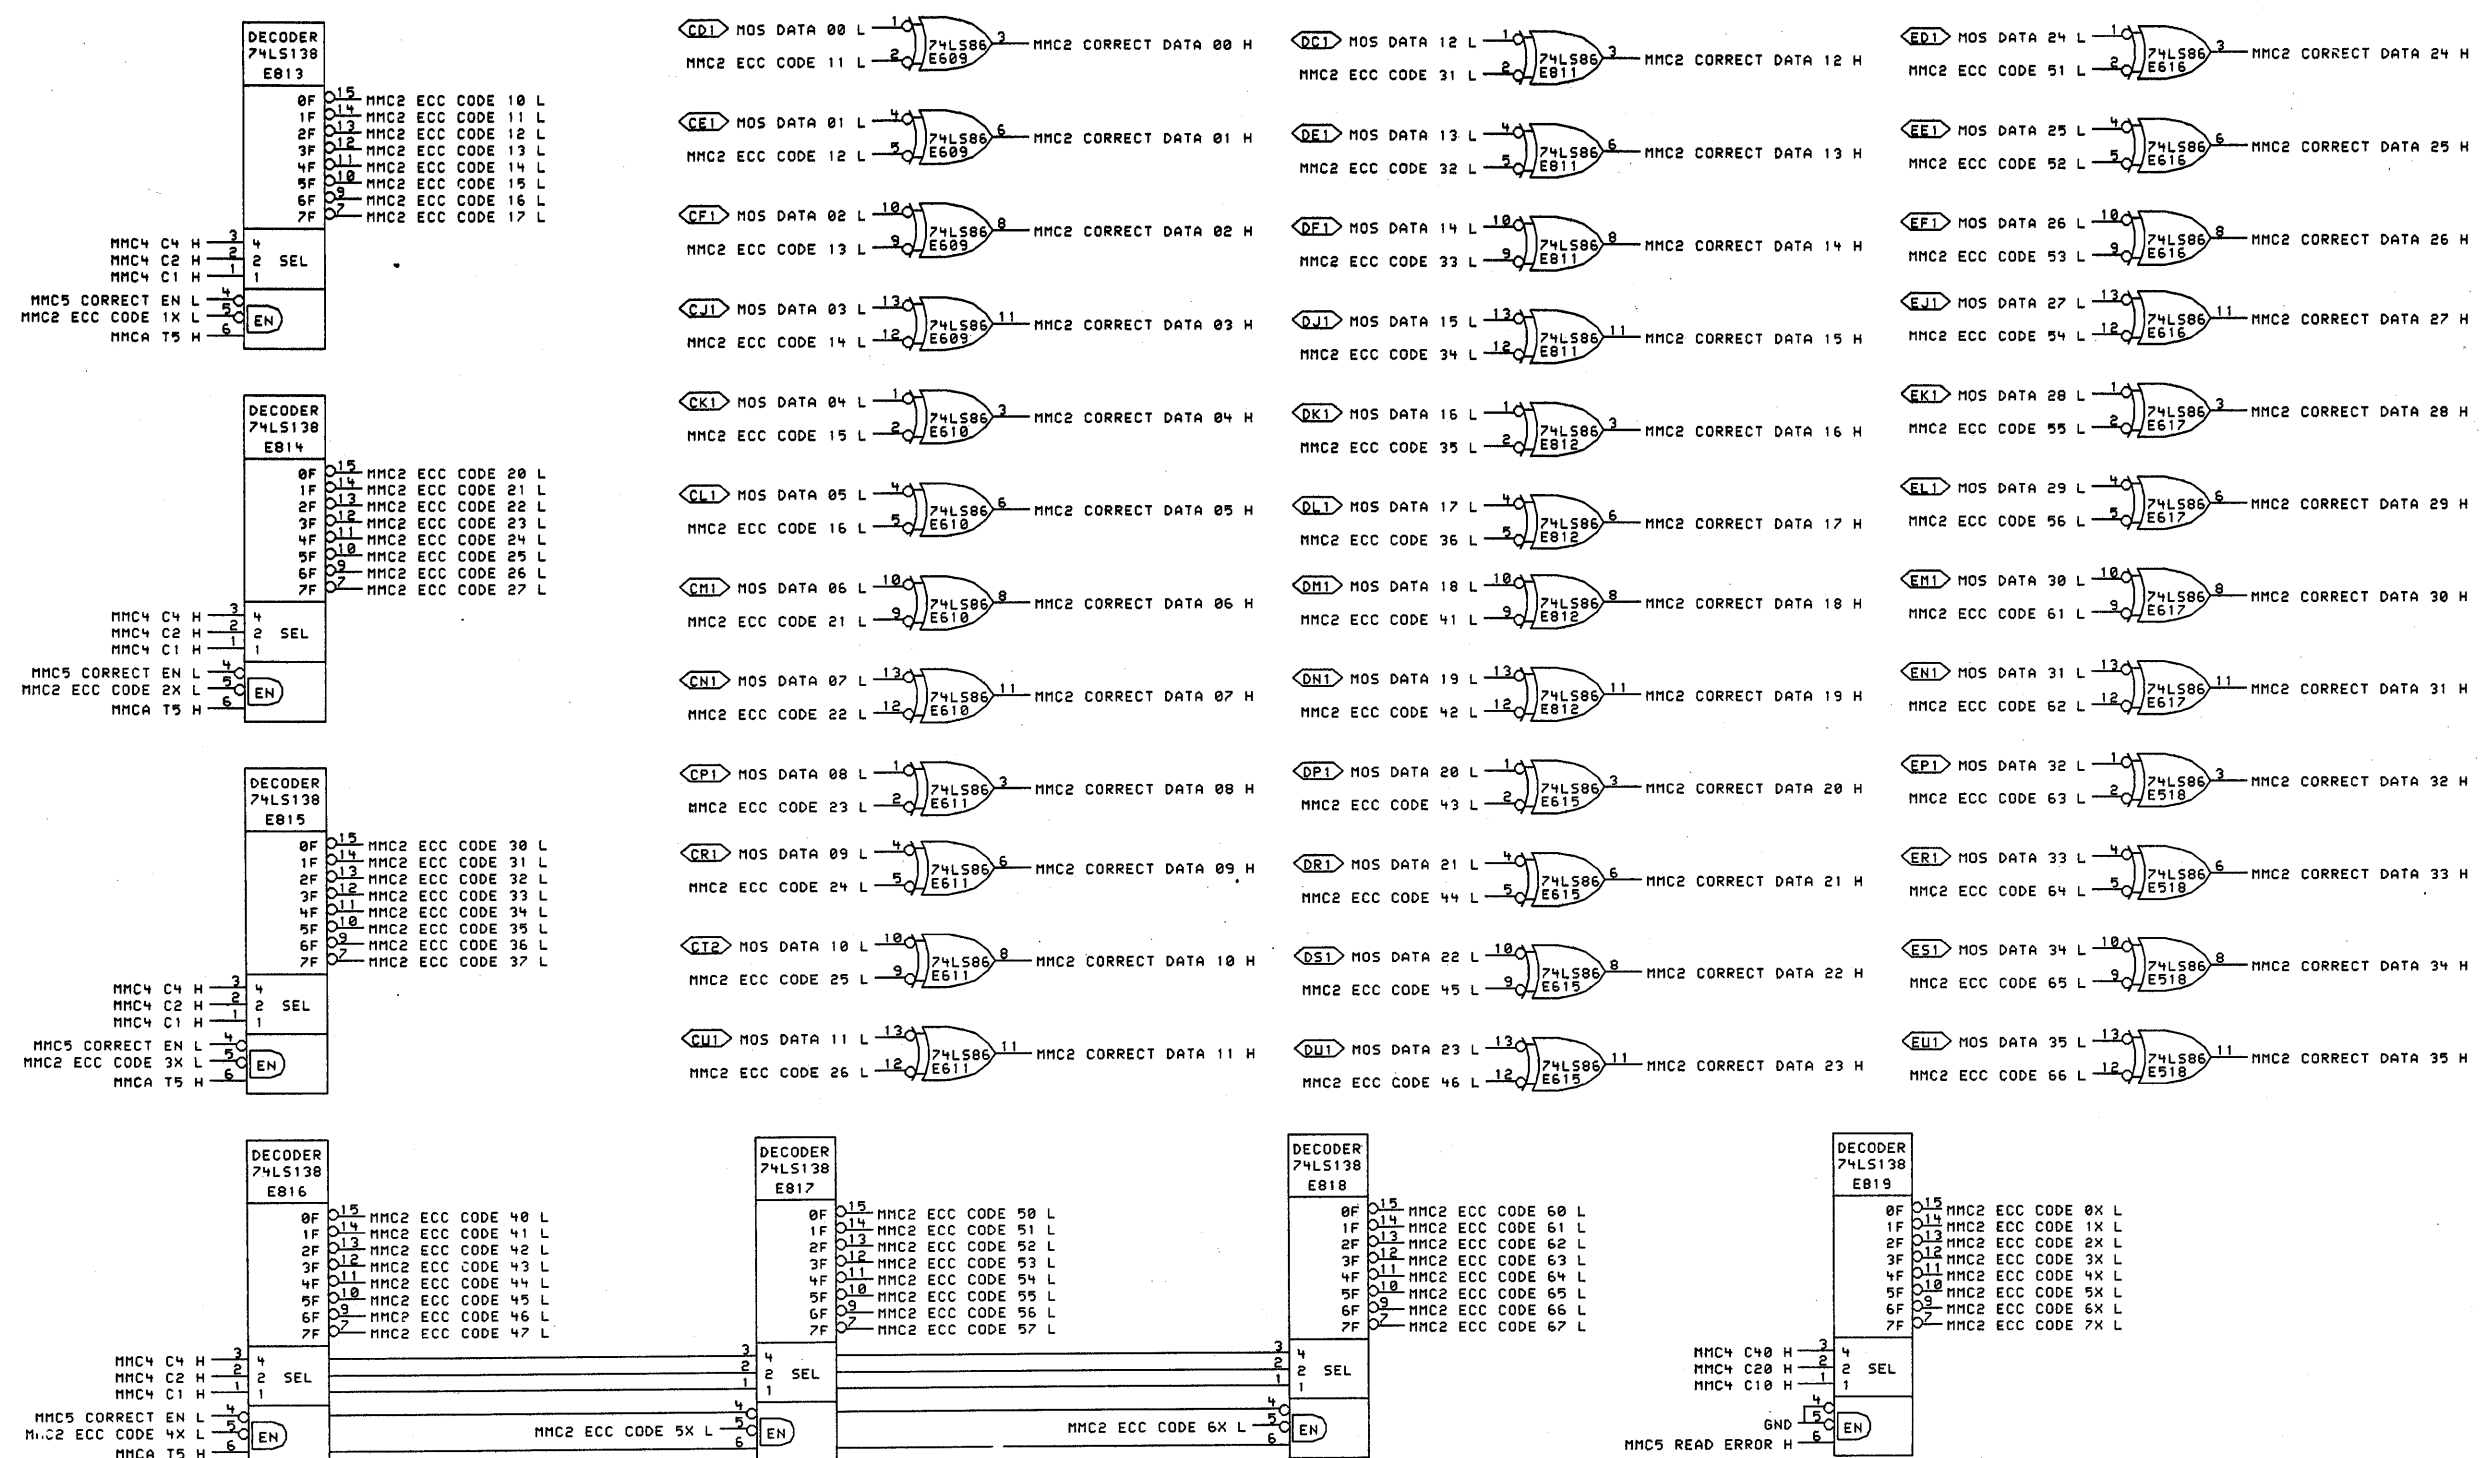 DECODER
74LS138
E813
0F 15 MMC2 ECC CODE 10 L
1F 14 MMC2 ECC CODE 11 L
2F 13 MMC2 ECC CODE 12 L
3F 12 MMC2 ECC CODE 13 L
4F 11 MMC2 ECC CODE 14 L
5F 10 MMC2 ECC CODE 15 L
6F 9 MMC2 ECC CODE 16 L
7F 7 MMC2 ECC CODE 17 L
MMC4 C4 H 3 4
MMC4 C2 H 2 2 SEL
MMC4 C1 H 1 1
MMC5 CORRECT EN L 4
MMC2 ECC CODE 1X L 5 EN
MMCA T5 H 6
DECODER
74LS138
E814
0F 15 MMC2 ECC CODE 20 L
1F 14 MMC2 ECC CODE 21 L
2F 13 MMC2 ECC CODE 22 L
3F 12 MMC2 ECC CODE 23 L
4F 11 MMC2 ECC CODE 24 L
5F 10 MMC2 ECC CODE 25 L
6F 9 MMC2 ECC CODE 26 L
7F 7 MMC2 ECC CODE 27 L
MMC4 C4 H 3 4
MMC4 C2 H 2 2 SEL
MMC4 C1 H 1 1
MMC5 CORRECT EN L 4
MMC2 ECC CODE 2X L 5 EN
MMCA T5 H 6
DECODER
74LS138
E815
0F 15 MMC2 ECC CODE 30 L
1F 14 MMC2 ECC CODE 31 L
2F 13 MMC2 ECC CODE 32 L
3F 12 MMC2 ECC CODE 33 L
4F 11 MMC2 ECC CODE 34 L
5F 10 MMC2 ECC CODE 35 L
6F 9 MMC2 ECC CODE 36 L
7F 7 MMC2 ECC CODE 37 L
MMC4 C4 H 3 4
MMC4 C2 H 2 2 SEL
MMC4 C1 H 1 1
MMC5 CORRECT EN L 4
MMC2 ECC CODE 3X L 5 EN
MMCA T5 H 6
CD1 MOS DATA 00 L 1
74LS86 3 MMC2 CORRECT DATA 00 H
MMC2 ECC CODE 11 L 2 E609
CE1 MOS DATA 01 L 4
74LS86 6 MMC2 CORRECT DATA 01 H
MMC2 ECC CODE 12 L 5 E609
CF1 MOS DATA 02 L 10
74LS86 8 MMC2 CORRECT DATA 02 H
MMC2 ECC CODE 13 L 9 E609
CJ1 MOS DATA 03 L 13
74LS86 11 MMC2 CORRECT DATA 03 H
MMC2 ECC CODE 14 L 12 E609
CK1 MOS DATA 04 L 1
74LS86 3 MMC2 CORRECT DATA 04 H
MMC2 ECC CODE 15 L 2 E610
CL1 MOS DATA 05 L 4
74LS86 6 MMC2 CORRECT DATA 05 H
MMC2 ECC CODE 16 L 5 E610
CM1 MOS DATA 06 L 10
74LS86 8 MMC2 CORRECT DATA 06 H
MMC2 ECC CODE 21 L 9 E610
CN1 MOS DATA 07 L 13
74LS86 11 MMC2 CORRECT DATA 07 H
MMC2 ECC CODE 22 L 12 E610
CP1 MOS DATA 08 L 1
74LS86 3 MMC2 CORRECT DATA 08 H
MMC2 ECC CODE 23 L 2 E611
CR1 MOS DATA 09 L 4
74LS86 6 MMC2 CORRECT DATA 09 H
MMC2 ECC CODE 24 L 5 E611
CT2 MOS DATA 10 L 10
74LS86 8 MMC2 CORRECT DATA 10 H
MMC2 ECC CODE 25 L 9 E611
CU1 MOS DATA 11 L 13
74LS86 11 MMC2 CORRECT DATA 11 H
MMC2 ECC CODE 26 L 12 E611
DC1 MOS DATA 12 L 1
74LS86 3 MMC2 CORRECT DATA 12 H
MMC2 ECC CODE 31 L 2 E811
DE1 MOS DATA 13 L 4
74LS86 6 MMC2 CORRECT DATA 13 H
MMC2 ECC CODE 32 L 5 E811
DF1 MOS DATA 14 L 10
74LS86 8 MMC2 CORRECT DATA 14 H
MMC2 ECC CODE 33 L 9 E811
DJ1 MOS DATA 15 L 13
74LS86 11 MMC2 CORRECT DATA 15 H
MMC2 ECC CODE 34 L 12 E811
DK1 MOS DATA 16 L 1
74LS86 3 MMC2 CORRECT DATA 16 H
MMC2 ECC CODE 35 L 2 E812
DL1 MOS DATA 17 L 4
74LS86 6 MMC2 CORRECT DATA 17 H
MMC2 ECC CODE 36 L 5 E812
DM1 MOS DATA 18 L 10
74LS86 8 MMC2 CORRECT DATA 18 H
MMC2 ECC CODE 41 L 9 E812
DN1 MOS DATA 19 L 13
74LS86 11 MMC2 CORRECT DATA 19 H
MMC2 ECC CODE 42 L 12 E812
DP1 MOS DATA 20 L 1
74LS86 3 MMC2 CORRECT DATA 20 H
MMC2 ECC CODE 43 L 2 E615
DR1 MOS DATA 21 L 4
74LS86 6 MMC2 CORRECT DATA 21 H
MMC2 ECC CODE 44 L 5 E615
DS1 MOS DATA 22 L 10
74LS86 8 MMC2 CORRECT DATA 22 H
MMC2 ECC CODE 45 L 9 E615
DU1 MOS DATA 23 L 13
74LS86 11 MMC2 CORRECT DATA 23 H
MMC2 ECC CODE 46 L 12 E615
ED1 MOS DATA 24 L 1
74LS86 3 MMC2 CORRECT DATA 24 H
MMC2 ECC CODE 51 L 2 E616
EE1 MOS DATA 25 L 4
74LS86 6 MMC2 CORRECT DATA 25 H
MMC2 ECC CODE 52 L 5 E616
EF1 MOS DATA 26 L 10
74LS86 8 MMC2 CORRECT DATA 26 H
MMC2 ECC CODE 53 L 9 E616
EJ1 MOS DATA 27 L 13
74LS86 11 MMC2 CORRECT DATA 27 H
MMC2 ECC CODE 54 L 12 E616
EK1 MOS DATA 28 L 1
74LS86 3 MMC2 CORRECT DATA 28 H
MMC2 ECC CODE 55 L 2 E617
EL1 MOS DATA 29 L 4
74LS86 6 MMC2 CORRECT DATA 29 H
MMC2 ECC CODE 56 L 5 E617
EM1 MOS DATA 30 L 10
74LS86 8 MMC2 CORRECT DATA 30 H
MMC2 ECC CODE 61 L 9 E617
EN1 MOS DATA 31 L 13
74LS86 11 MMC2 CORRECT DATA 31 H
MMC2 ECC CODE 62 L 12 E617
EP1 MOS DATA 32 L 1
74LS86 3 MMC2 CORRECT DATA 32 H
MMC2 ECC CODE 63 L 2 E518
ER1 MOS DATA 33 L 4
74LS86 6 MMC2 CORRECT DATA 33 H
MMC2 ECC CODE 64 L 5 E518
ES1 MOS DATA 34 L 10
74LS86 8 MMC2 CORRECT DATA 34 H
MMC2 ECC CODE 65 L 9 E518
EU1 MOS DATA 35 L 13
74LS86 11 MMC2 CORRECT DATA 35 H
MMC2 ECC CODE 66 L 12 E518
DECODER
74LS138
E816
0F 15 MMC2 ECC CODE 40 L
1F 14 MMC2 ECC CODE 41 L
2F 13 MMC2 ECC CODE 42 L
3F 12 MMC2 ECC CODE 43 L
4F 11 MMC2 ECC CODE 44 L
5F 10 MMC2 ECC CODE 45 L
6F 9 MMC2 ECC CODE 46 L
7F 7 MMC2 ECC CODE 47 L
MMC4 C4 H 3 4
MMC4 C2 H 2 2 SEL
MMC4 C1 H 1 1
MMC5 CORRECT EN L 4
MMC2 ECC CODE 4X L 5 EN
MMCA T5 H 6
DECODER
74LS138
E817
0F 15 MMC2 ECC CODE 50 L
1F 14 MMC2 ECC CODE 51 L
2F 13 MMC2 ECC CODE 52 L
3F 12 MMC2 ECC CODE 53 L
4F 11 MMC2 ECC CODE 54 L
5F 10 MMC2 ECC CODE 55 L
6F 9 MMC2 ECC CODE 56 L
7F 7 MMC2 ECC CODE 57 L
3 4
2 2 SEL
1 1
4
MMC2 ECC CODE 5X L 5 EN
6
DECODER
74LS138
E818
0F 15 MMC2 ECC CODE 60 L
1F 14 MMC2 ECC CODE 61 L
2F 13 MMC2 ECC CODE 62 L
3F 12 MMC2 ECC CODE 63 L
4F 11 MMC2 ECC CODE 64 L
5F 10 MMC2 ECC CODE 65 L
6F 9 MMC2 ECC CODE 66 L
7F 7 MMC2 ECC CODE 67 L
3 4
2 2 SEL
1 1
4
MMC2 ECC CODE 6X L 5 EN
6
DECODER
74LS138
E819
0F 15 MMC2 ECC CODE 0X L
1F 14 MMC2 ECC CODE 1X L
2F 13 MMC2 ECC CODE 2X L
3F 12 MMC2 ECC CODE 3X L
4F 11 MMC2 ECC CODE 4X L
5F 10 MMC2 ECC CODE 5X L
6F 9 MMC2 ECC CODE 6X L
7F 7 MMC2 ECC CODE 7X L
MMC4 C40 H 3 4
MMC4 C20 H 2 2 SEL
MMC4 C10 H 1 1
4
GND 5 EN
MMC5 READ ERROR H 6